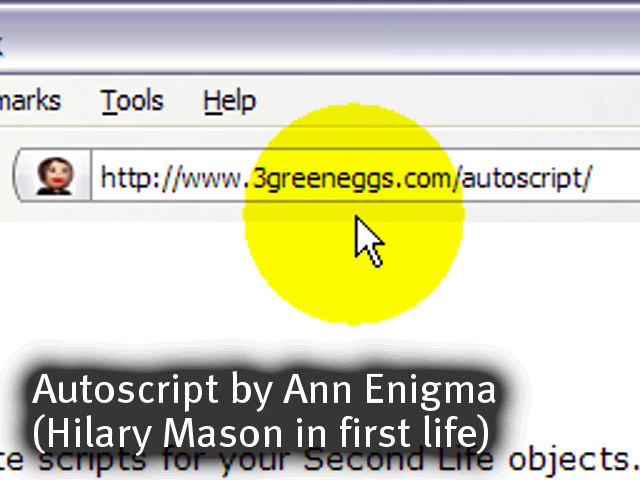 marks Tools Help
http://www.3greeneggs.com/autoscript/
Autoscript by Ann Enigma
(Hilary Mason in first life)
te scripts for your Second Life objects.